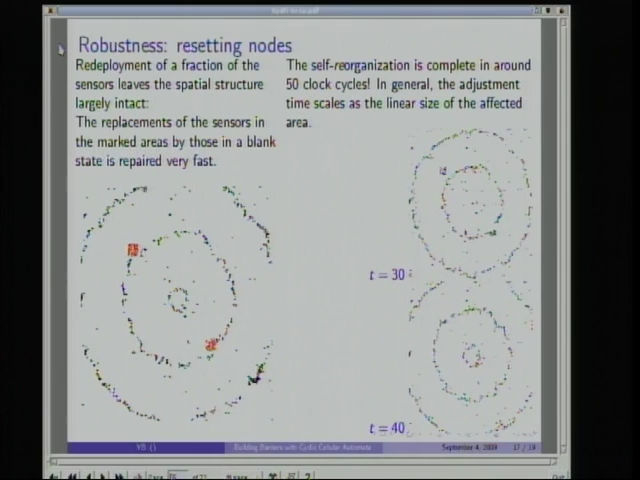 Robustness: resetting nodes
Redeployment of a fraction of the
sensors leaves the spatial structure
largely intact:
The replacements of the sensors in
the marked areas by those in a blank
state is repaired very fast.
The self-reorganization is complete in around
50 clock cycles! In general, the adjustment
time scales as the linear size of the affected
area.
t = 30
t = 40
YB ()
Building Barriers with Cyclic Cellular Automata
September 4, 2009
17 / 19